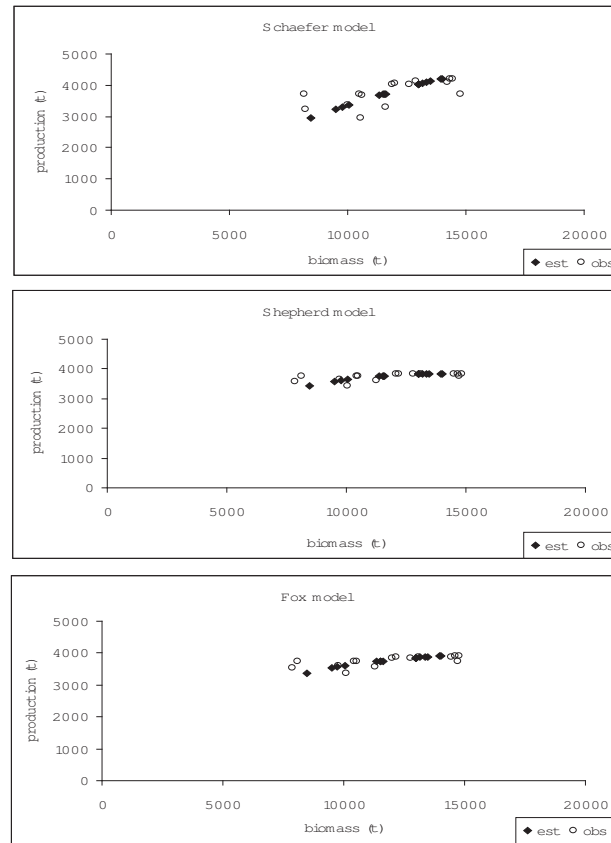 Schaefer model
5000
4000
3000
2000
1000
0
production (t)
0 5000 10000 15000 20000
biomass (t)
est obs
Shepherd model
5000
4000
3000
2000
1000
0
production (t)
0 5000 10000 15000 20000
biomass (t)
est obs
Fox model
5000
4000
3000
2000
1000
0
production (t)
0 5000 10000 15000 20000
biomass (t)
est obs